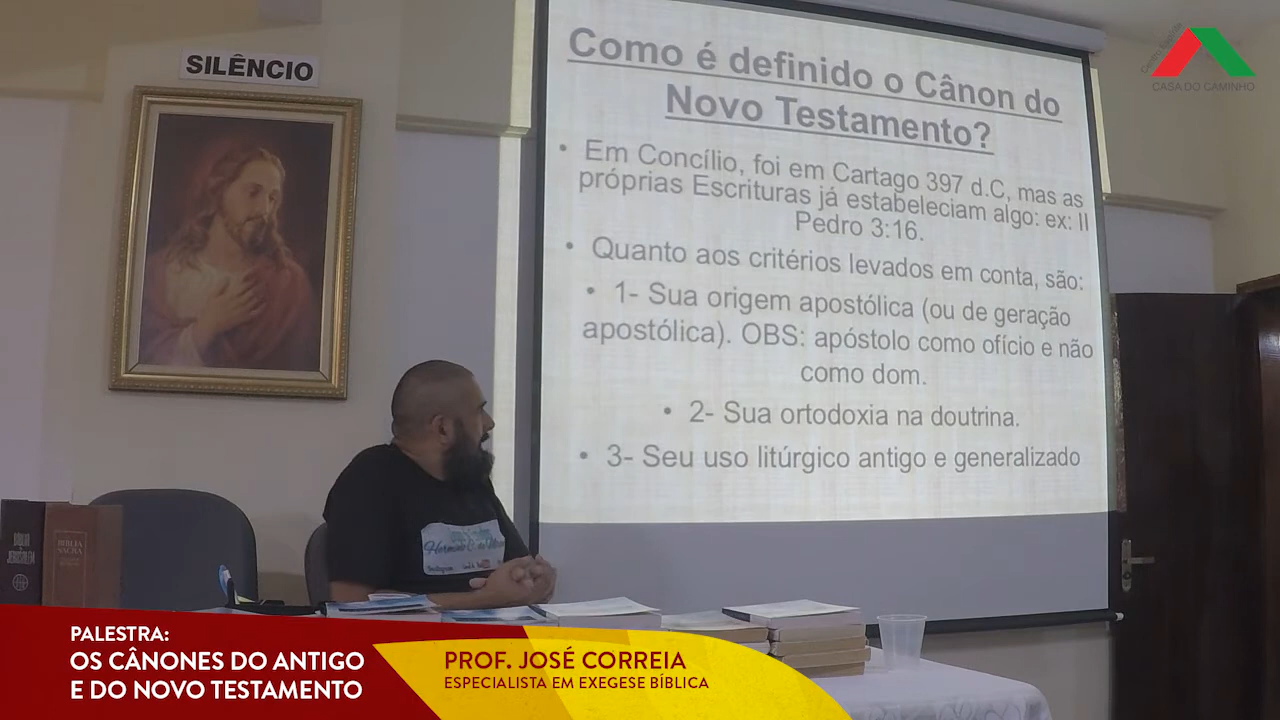 SILÊNCIO
Como é definido o Cânon do
Novo Testamento?
• Em Concílio, foi em Cartago 397 d.C, mas as
próprias Escrituras já estabeleciam algo: ex: II
Pedro 3:16.
• Quanto aos critérios levados em conta, são:
• 1- Sua origem apostólica (ou de geração
apostólica). OBS: apóstolo como ofício e não
como dom.
• 2- Sua ortodoxia na doutrina.
• 3- Seu uso litúrgico antigo e generalizado
CASA DO CAMINHO
BÍBLIA
JERUSALÉM
BIBLIA
SACRA
PALESTRA:
OS CÂNONES DO ANTIGO
E DO NOVO TESTAMENTO
PROF. JOSÉ CORREIA
ESPECIALISTA EM EXEGESE BÍBLICA